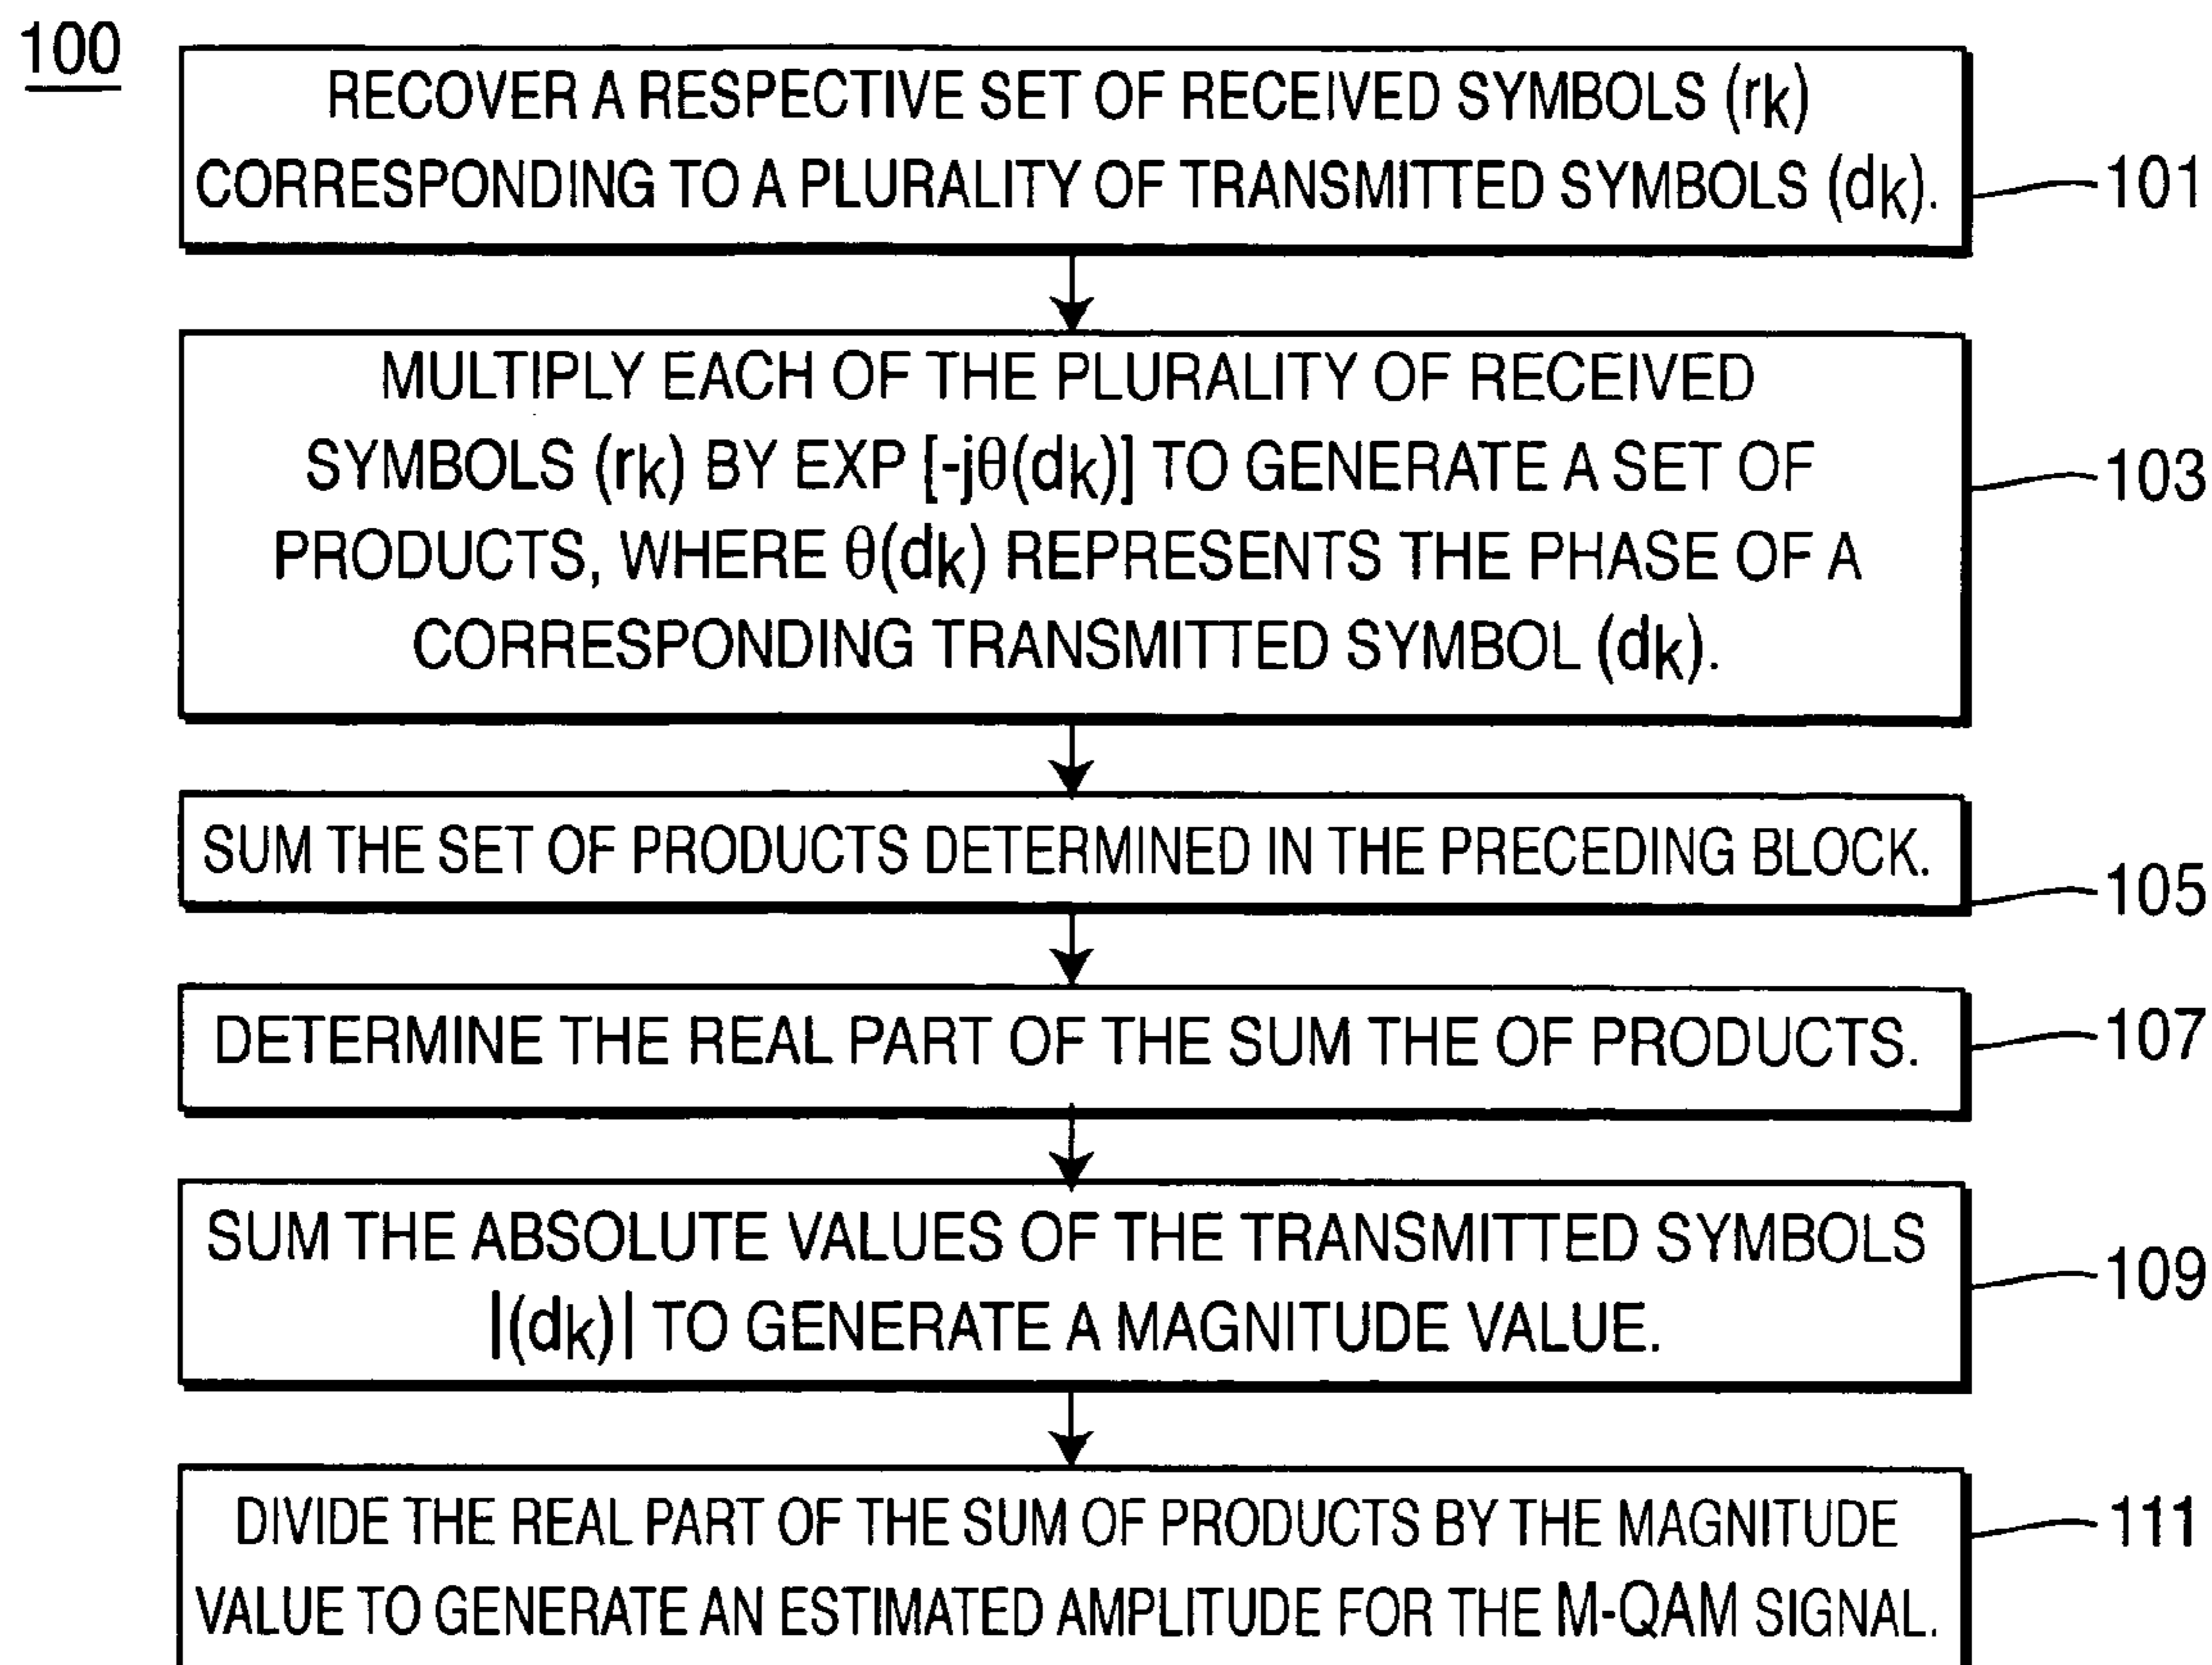 100
RECOVER A RESPECTIVE SET OF RECEIVED SYMBOLS (rk)
CORRESPONDING TO A PLURALITY OF TRANSMITTED SYMBOLS (dk).
101
MULTIPLY EACH OF THE PLURALITY OF RECEIVED
SYMBOLS (rk) BY EXP [-jθ(dk)] TO GENERATE A SET OF
PRODUCTS, WHERE θ(dk) REPRESENTS THE PHASE OF A
CORRESPONDING TRANSMITTED SYMBOL (dk).
103
SUM THE SET OF PRODUCTS DETERMINED IN THE PRECEDING BLOCK.
105
DETERMINE THE REAL PART OF THE SUM THE OF PRODUCTS.
107
SUM THE ABSOLUTE VALUES OF THE TRANSMITTED SYMBOLS
|(dk)| TO GENERATE A MAGNITUDE VALUE.
109
DIVIDE THE REAL PART OF THE SUM OF PRODUCTS BY THE MAGNITUDE
VALUE TO GENERATE AN ESTIMATED AMPLITUDE FOR THE M-QAM SIGNAL.
111